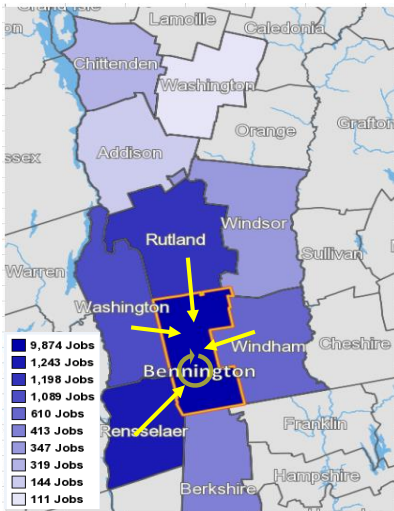 Grand Isle
Lamoille
Caledonia
Chittenden
Washington
Orange
Grafton
ssex
Addison
Windsor
Rutland
Sullivan
Warren
Washington
9,874 Jobs
1,243 Jobs
1,198 Jobs
1,089 Jobs
610 Jobs
413 Jobs
347 Jobs
319 Jobs
144 Jobs
111 Jobs
Windham
Cheshire
Bennington
Rensselaer
Franklin
Hampshire
Berkshire